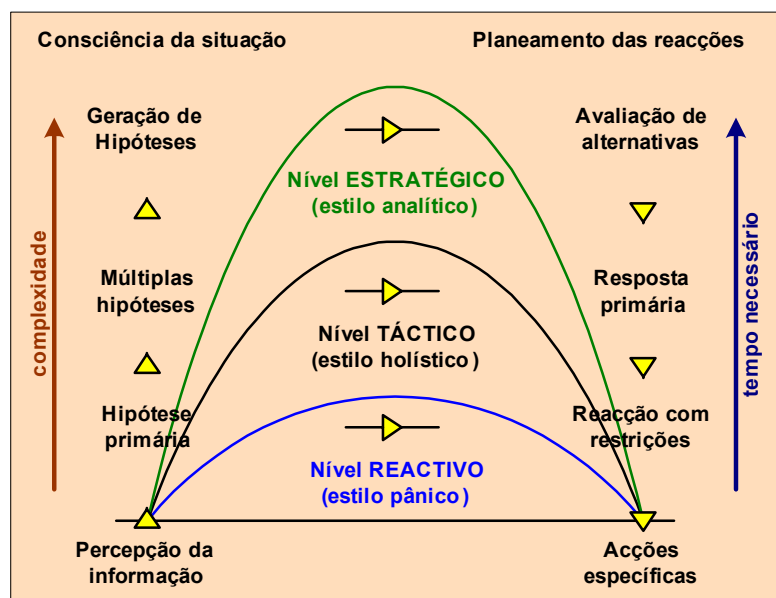 Consciência da situação
Planeamento das reacções
Geração de
Hipóteses
Avaliação de
alternativas
Nível ESTRATÉGICO
(estilo analítico)
complexidade
tempo necessário
Múltiplas
hipóteses
Resposta
primária
Nível TÁCTICO
(estilo holístico)
Hipótese
primária
Reacção com
restrições
Nível REACTIVO
(estilo pânico)
Percepção da
informação
Acções
específicas